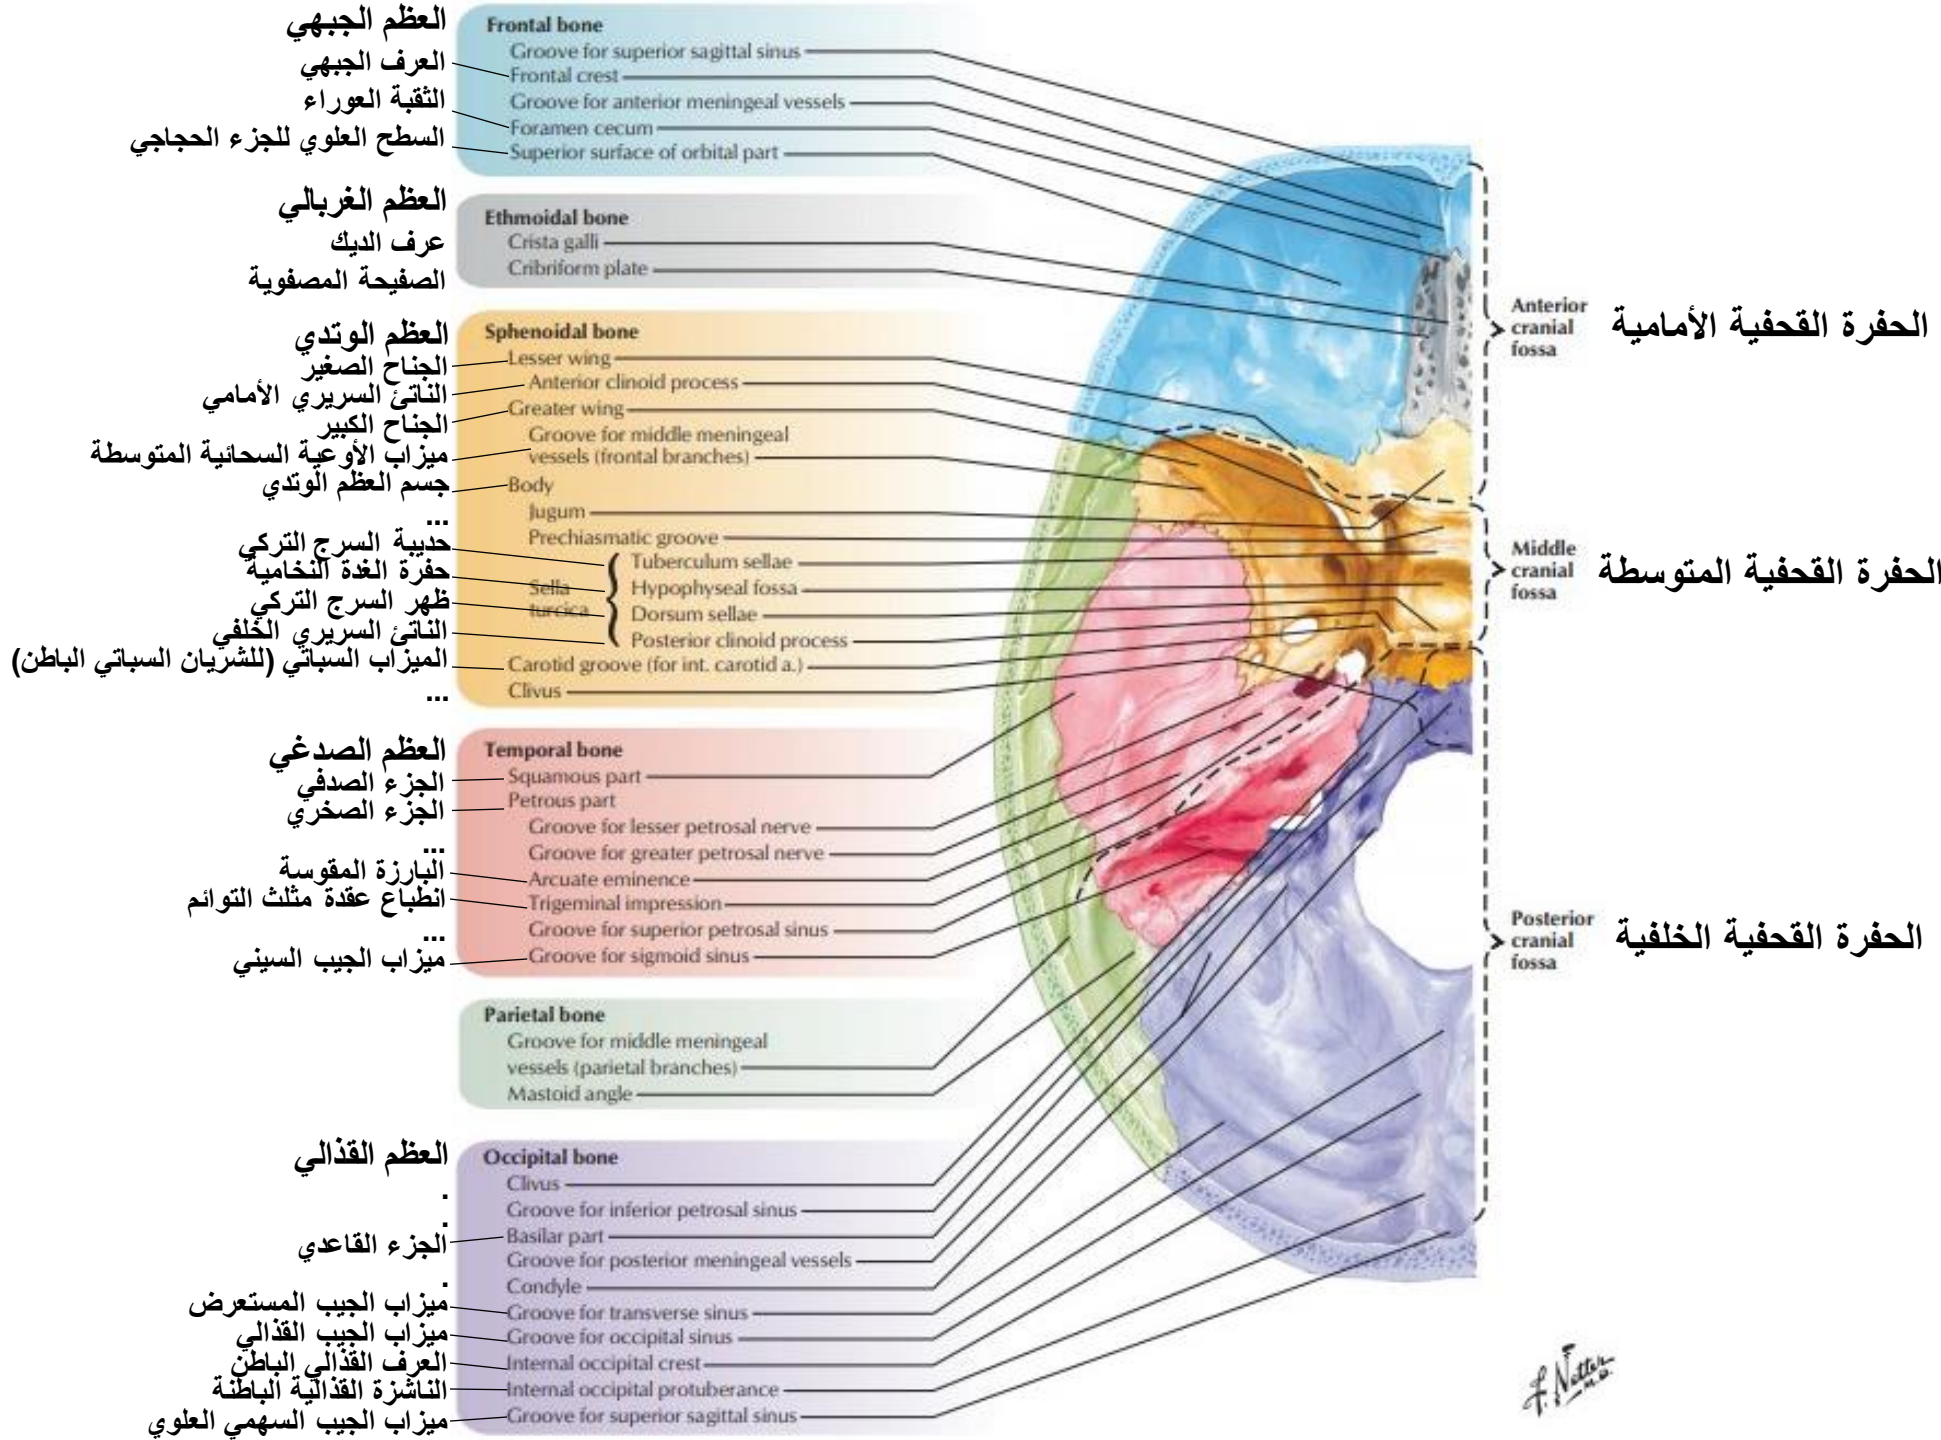 العظم الجبهي
العرف الجبهي
الثقبة العوراء
السطح العلوي للجزء الحجاجي
Frontal bone
Groove for superior sagittal sinus
Frontal crest
Groove for anterior meningeal vessels
Foramen cecum
Superior surface of orbital part
العظم الغربالي
عرف الديك
الصفيحة المصفوية
Ethmoidal bone
Crista galli
Cribriform plate
العظم الوتدي
الجناح الصغير
الناتئ السريري الأمامي
الجناح الكبير
ميزاب الأوعية السحائية المتوسطة
جسم العظم الوتدي
...
حديبة السرج التركي
حفرة الغدة النخامية
ظهر السرج التركي
الناتئ السريري الخلفي
الميزاب السباتي (للشريان السباتي الباطن)
...
Sphenoidal bone
Lesser wing
Anterior clinoid process
Greater wing
Groove for middle meningeal
vessels (frontal branches)
Body
Jugum
Prechiasmatic groove
Sella
turcica
Tuberculum sellae
Hypophyseal fossa
Dorsum sellae
Posterior clinoid process
Carotid groove (for int. carotid a.)
Clivus
العظم الصدغي
الجزء الصدفي
الجزء الصخري
...
البارزة المقوسة
انطباع عقدة مثلث التوائم
...
ميزاب الجيب السيني
Temporal bone
Squamous part
Petrous part
Groove for lesser petrosal nerve
Groove for greater petrosal nerve
Arcuate eminence
Trigeminal impression
Groove for superior petrosal sinus
Groove for sigmoid sinus
Parietal bone
Groove for middle meningeal
vessels (parietal branches)
Mastoid angle
العظم القذالي
.
.
الجزء القاعدي
.
ميزاب الجيب المستعرض
ميزاب الجيب القذالي
العرف القذالي الباطن
الناشزة القذالية الباطنة
ميزاب الجيب السهمي العلوي
Occipital bone
Clivus
Groove for inferior petrosal sinus
Basilar part
Groove for posterior meningeal vessels
Condyle
Groove for transverse sinus
Groove for occipital sinus
Internal occipital crest
Internal occipital protuberance
Groove for superior sagittal sinus
Anterior
cranial
fossa
الحفرة القحفية الأمامية
Middle
cranial
fossa
الحفرة القحفية المتوسطة
Posterior
cranial
fossa
الحفرة القحفية الخلفية
F. Netter
M.D.